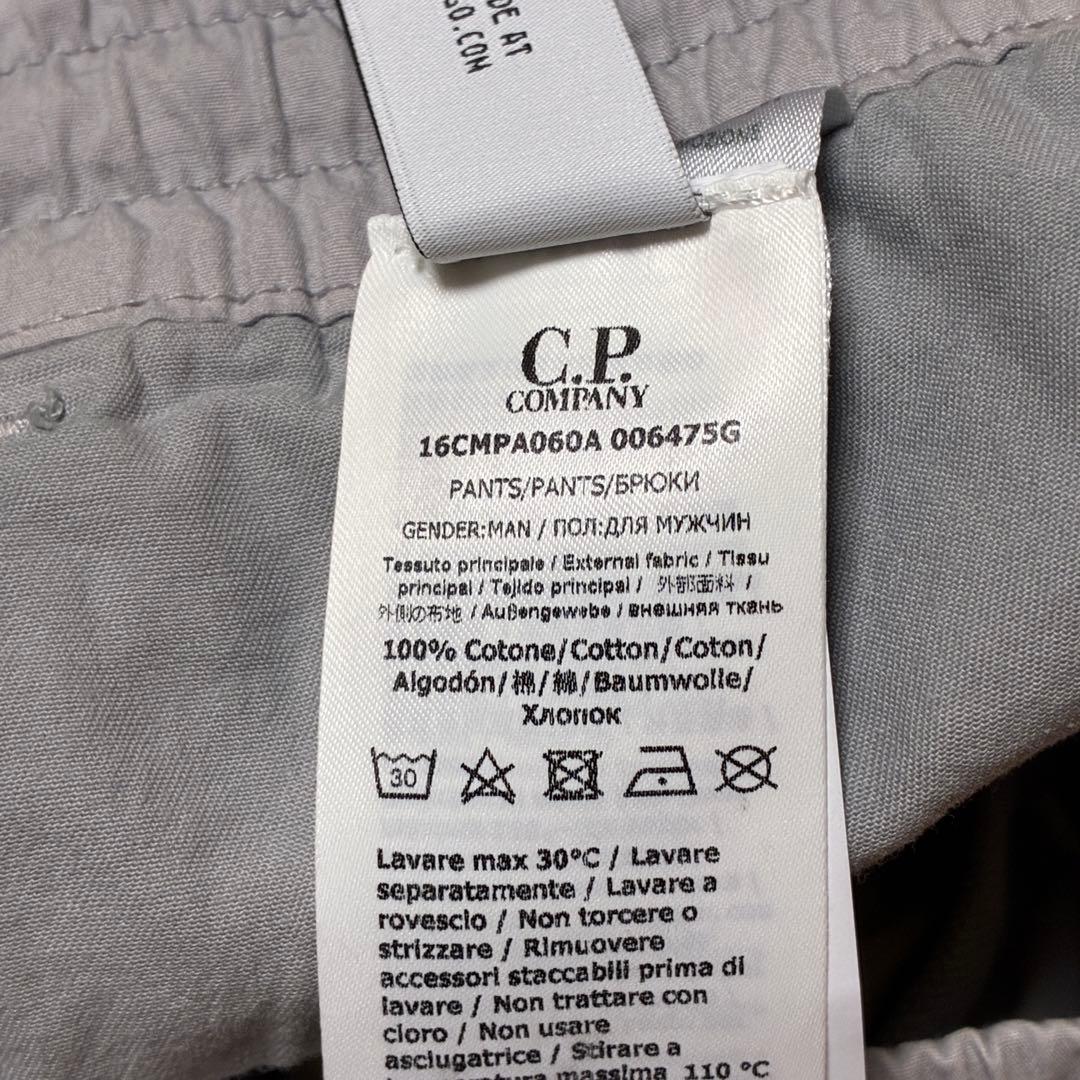 DE AT
GO.COM
C.P.
COMPANY
16CMPA060A 006475G
PANTS/PANTS/БРЮКИ
GENDER:MAN / ПОЛ:ДЛЯ МУЖЧИН
Tessuto principale / External fabric / Tissu
principal / Tejido principal / 外部面料 /
外側の布地 / Außengewebe / внешняя ткань
100% Cotone/Cotton/Coton/
Algodón/棉/綿/Baumwolle/
Хлопок
30
Lavare max 30°C / Lavare
separatamente / Lavare a
rovescio / Non torcere o
strizzare / Rimuovere
accessori staccabili prima di
lavare / Non trattare con
cloro / Non usare
asciugatrice / Stirare a
temperatura massima 110 °C